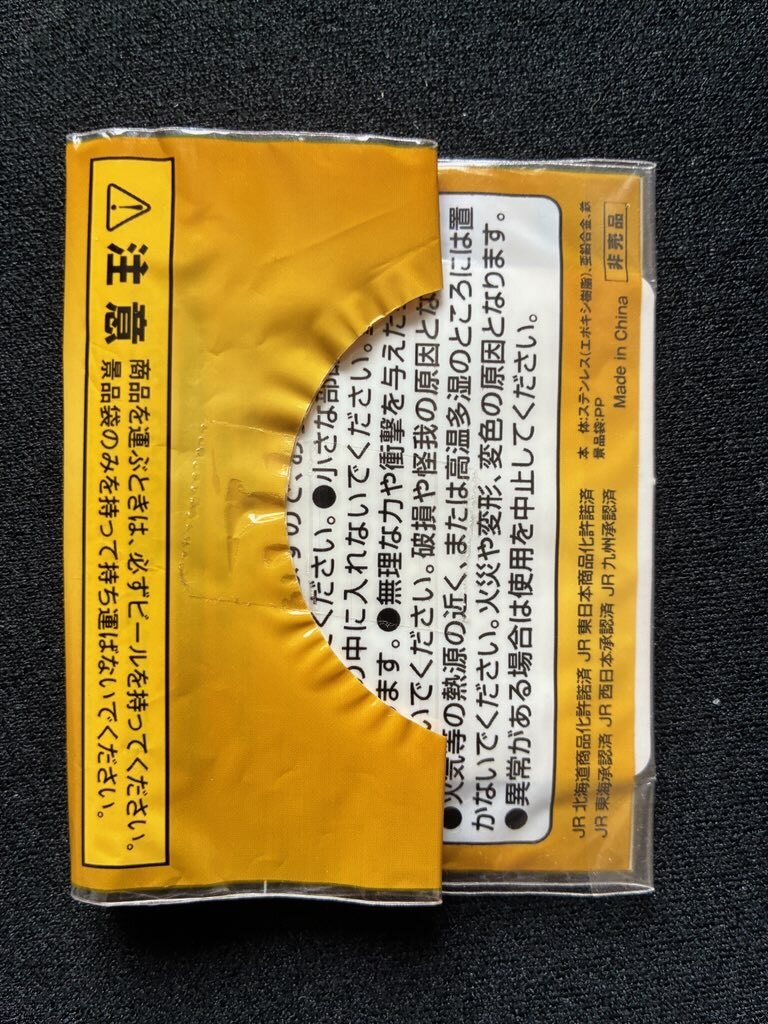 注意
商品を運ぶときは、必ずビールを持ってください。
景品袋のみを持って持ち運ばないでください。
ください。●小さな部
中に入れないでください。
ます。●無理な力や衝撃を与えた
いでください。破損や怪我の原因とな
●火気等の熱源の近く、または高温多湿のところには置
かないでください。火災や変形、変色の原因となります。
●異常がある場合は使用を中止してください。
JR北海道商品化許諾済 JR東日本商品化許諾済
JR東海承認済 JR西日本承認済 JR九州承認済
本 体:ステンレス(エポキシ樹脂)、亜鉛合金、鉄
景品袋:PP
Made in China
非売品